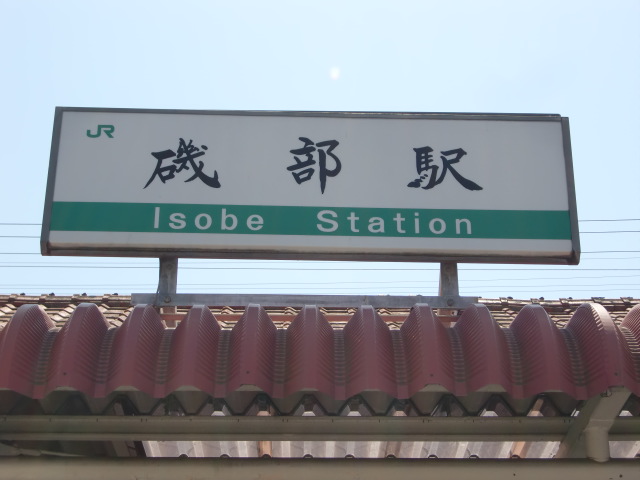 JR
磯部駅
Isobe Station